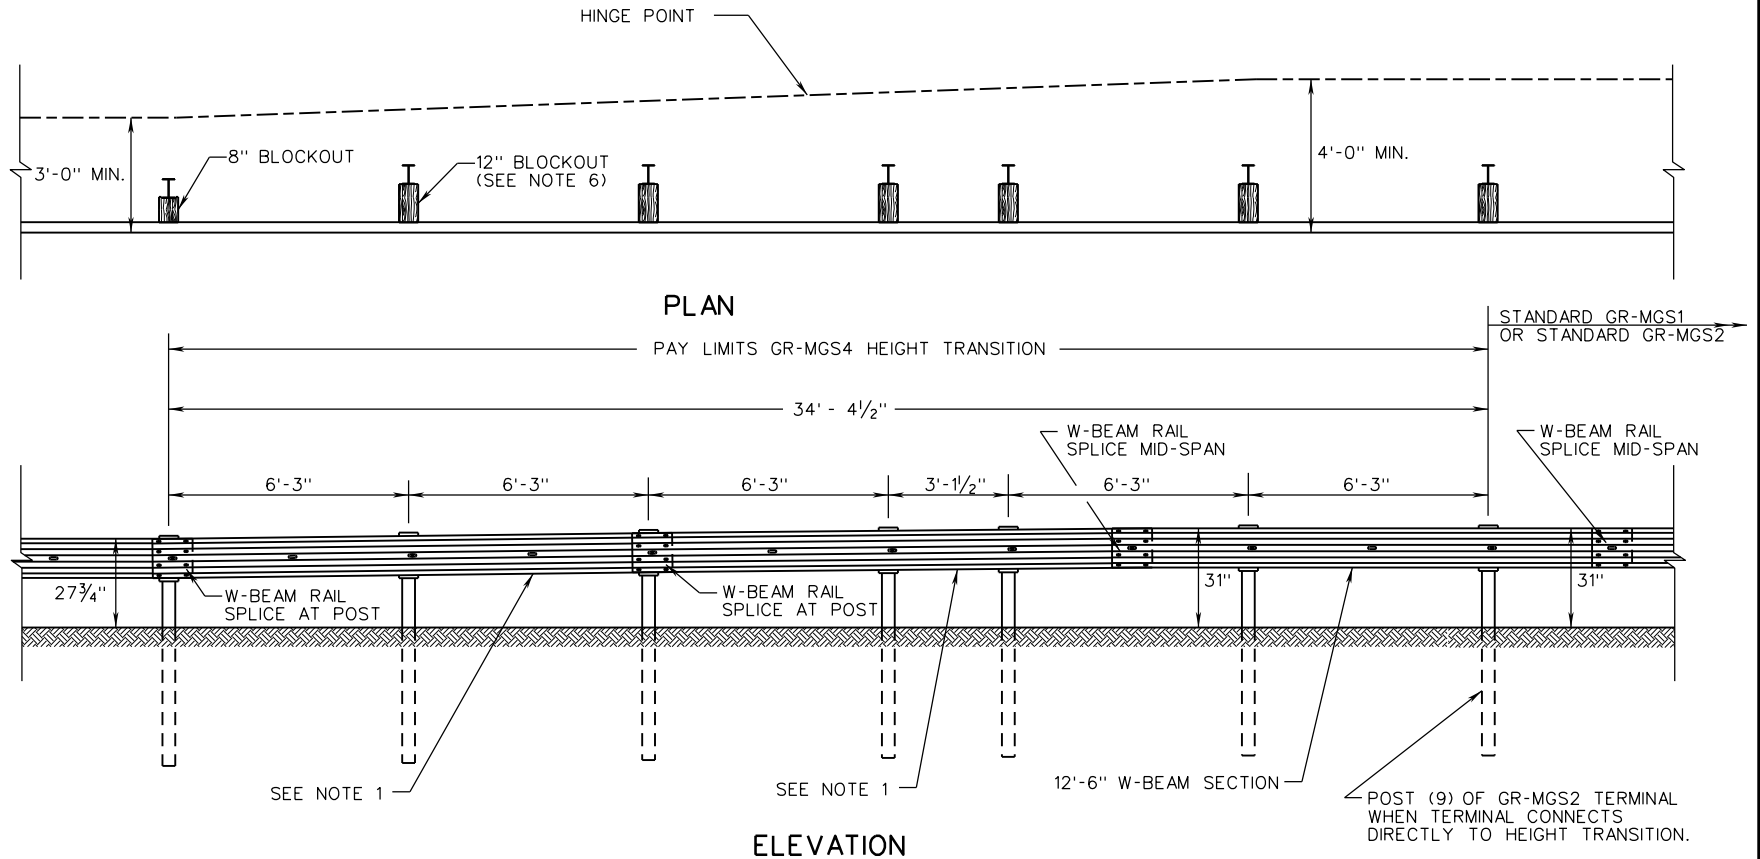 HINGE POINT
3'-0" MIN.
8" BLOCKOUT
12" BLOCKOUT
(SEE NOTE 6)
4'-0" MIN.
PLAN
STANDARD GR-MGS1
OR STANDARD GR-MGS2
PAY LIMITS GR-MGS4 HEIGHT TRANSITION
34' - 4½"
W-BEAM RAIL
SPLICE MID-SPAN
W-BEAM RAIL
SPLICE MID-SPAN
6'-3"
6'-3"
6'-3"
3'-1½"
6'-3"
6'-3"
27¾"
W-BEAM RAIL
SPLICE AT POST
W-BEAM RAIL
SPLICE AT POST
31"
31"
SEE NOTE 1
SEE NOTE 1
12'-6" W-BEAM SECTION
POST (9) OF GR-MGS2 TERMINAL
WHEN TERMINAL CONNECTS
DIRECTLY TO HEIGHT TRANSITION.
ELEVATION